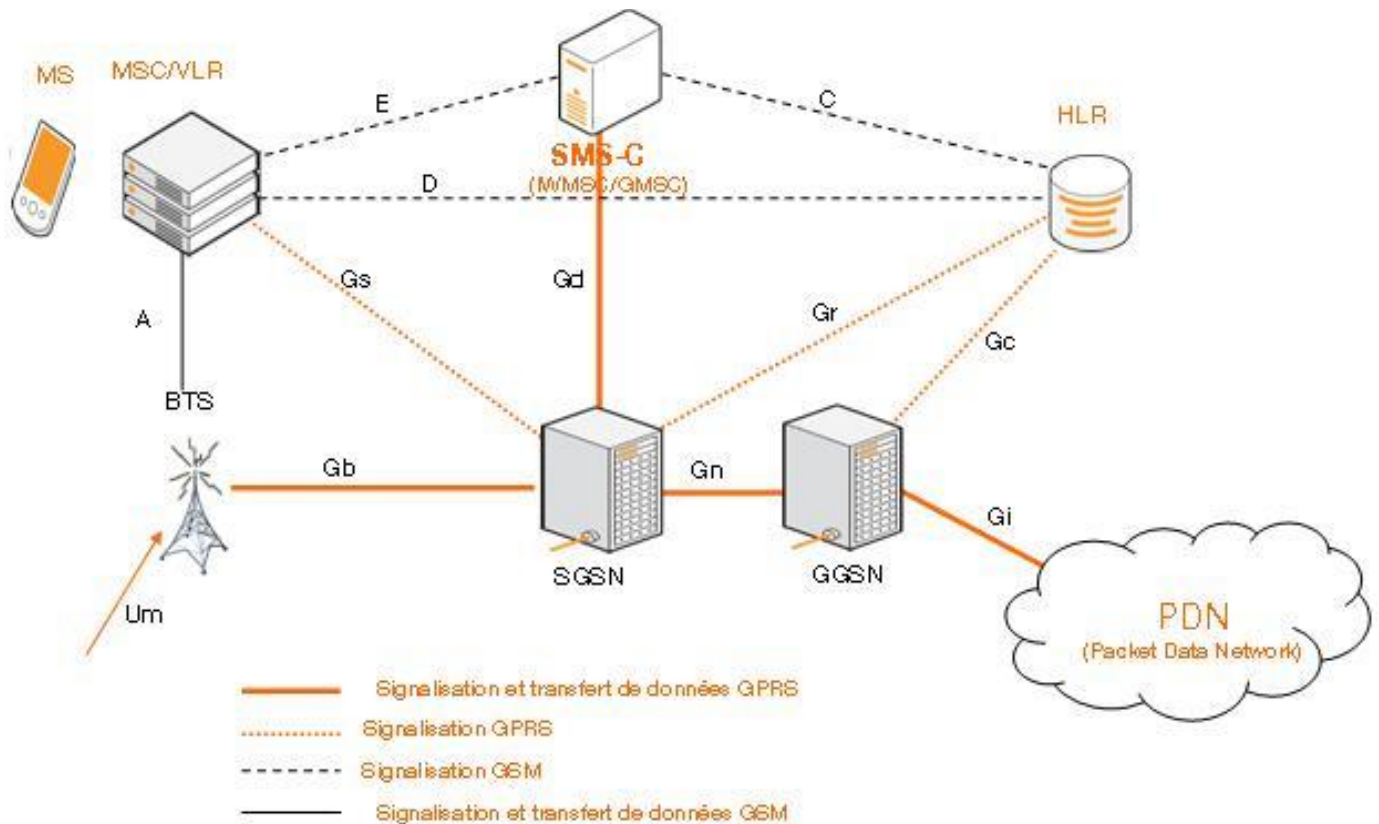 MS
MSC/VLR
E
C
HLR
SMS-C
(IWMSC/GMSC)
D
Gs
Gd
Gr
Gc
A
BTS
Gb
Gn
Gi
SGSN
GGSN
Um
PDN
(Packet Data Network)
Signalisation et transfert de données GPRS
Signalisation GPRS
Signalisation GSM
Signalisation et transfert de données GSM